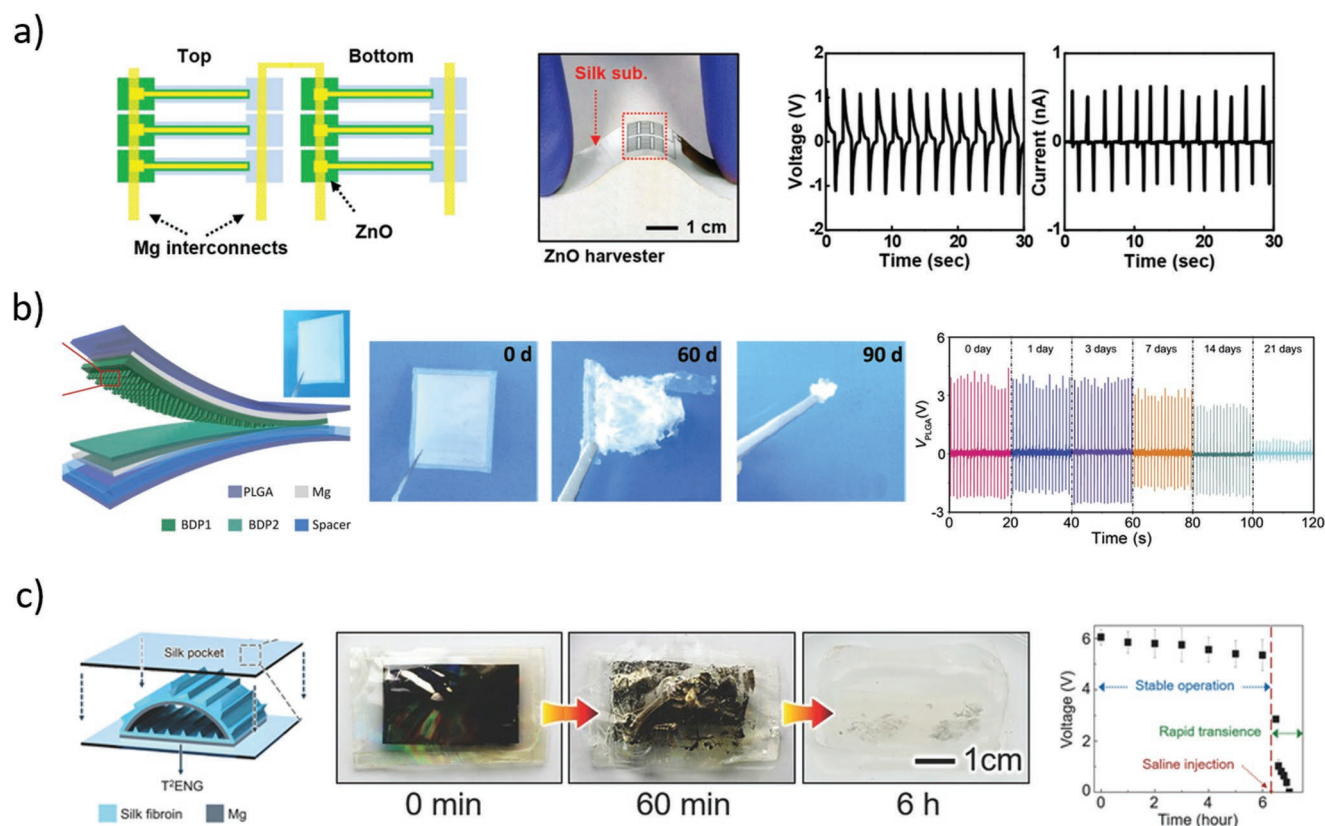 a)
Top
Bottom
Mg interconnects
ZnO
Silk sub.
1 cm
ZnO harvester
Voltage (V)
2
1
0
-1
-2
0 10 20 30
Time (sec)
Current (nA)
1
0
-1
0 10 20 30
Time (sec)
b)
PLGA Mg
BDP1 BDP2 Spacer
0 d
60 d
90 d
0 day 1 day 3 days 7 days 14 days 21 days
V_PLGA(V)
6
3
0
-3
0 20 40 60 80 100 120
Time (s)
c)
Silk pocket
T²ENG
Silk fibroin Mg
0 min
60 min
6 h
1cm
Voltage (V)
6
4
2
0
Stable operation
Rapid transience
Saline injection
0 2 4 6
Time (hour)